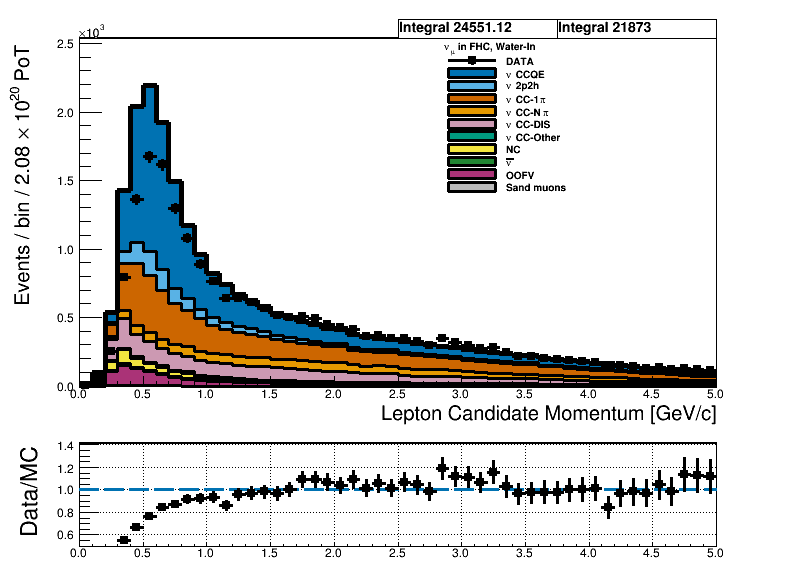 Integral 24551.12 Integral 21873
×10³
ν_μ in FHC, Water-In
DATA
ν CCQE
ν 2p2h
ν CC-1π
ν CC-N π
ν CC-DIS
ν CC-Other
NC
ν̅
OOFV
Sand muons
Events / bin / 2.08 × 10²⁰ PoT
2.5
2.0
1.5
1.0
0.5
0.0
0.0 0.5 1.0 1.5 2.0 2.5 3.0 3.5 4.0 4.5 5.0
Lepton Candidate Momentum [GeV/c]
Data/MC
1.4
1.2
1.0
0.8
0.6
0.0 0.5 1.0 1.5 2.0 2.5 3.0 3.5 4.0 4.5 5.0